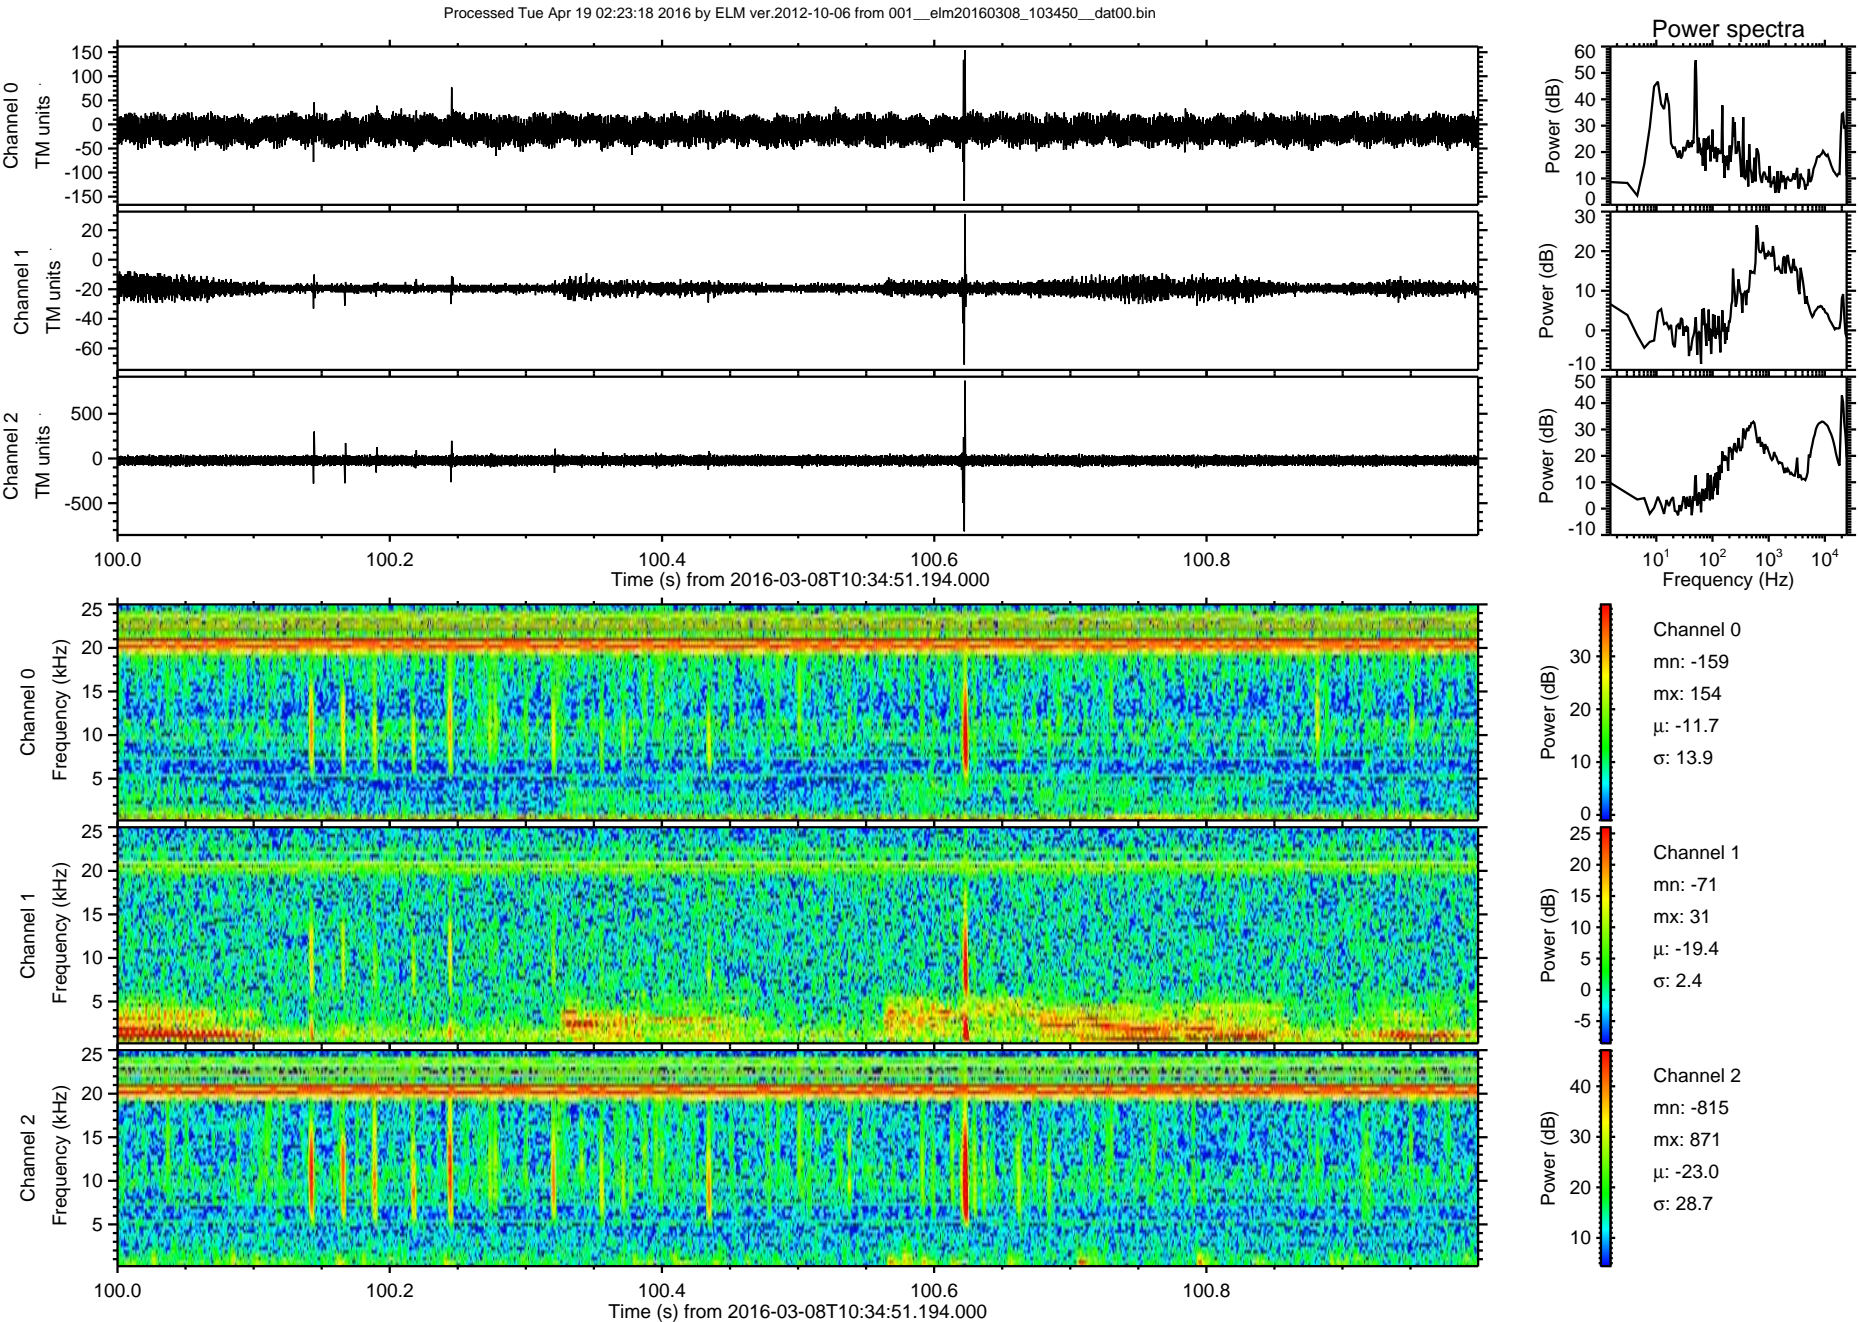 Processed Tue Apr 19 02:23:18 2016 by ELM ver.2012-10-06 from 001__elm20160308_103450__dat00.bin
Power spectra
Channel 0
TM units
150
100
50
0
-50
-100
-150
Power (dB)
60
50
40
30
20
10
0
Channel 1
TM units
20
0
-20
-40
-60
Power (dB)
30
20
10
0
-10
Channel 2
TM units
500
0
-500
Power (dB)
50
40
30
20
10
0
-10
100.0 100.2 100.4 100.6 100.8
Time (s) from 2016-03-08T10:34:51.194.000
10¹ 10² 10³ 10⁴
Frequency (Hz)
Channel 0
Frequency (kHz)
25
20
15
10
5
Power (dB)
30
20
10
0
Channel 0
mn: -159
mx: 154
μ: -11.7
σ: 13.9
Channel 1
Frequency (kHz)
25
20
15
10
5
Power (dB)
25
20
15
10
5
0
-5
Channel 1
mn: -71
mx: 31
μ: -19.4
σ: 2.4
Channel 2
Frequency (kHz)
25
20
15
10
5
Power (dB)
40
30
20
10
Channel 2
mn: -815
mx: 871
μ: -23.0
σ: 28.7
100.0 100.2 100.4 100.6 100.8
Time (s) from 2016-03-08T10:34:51.194.000